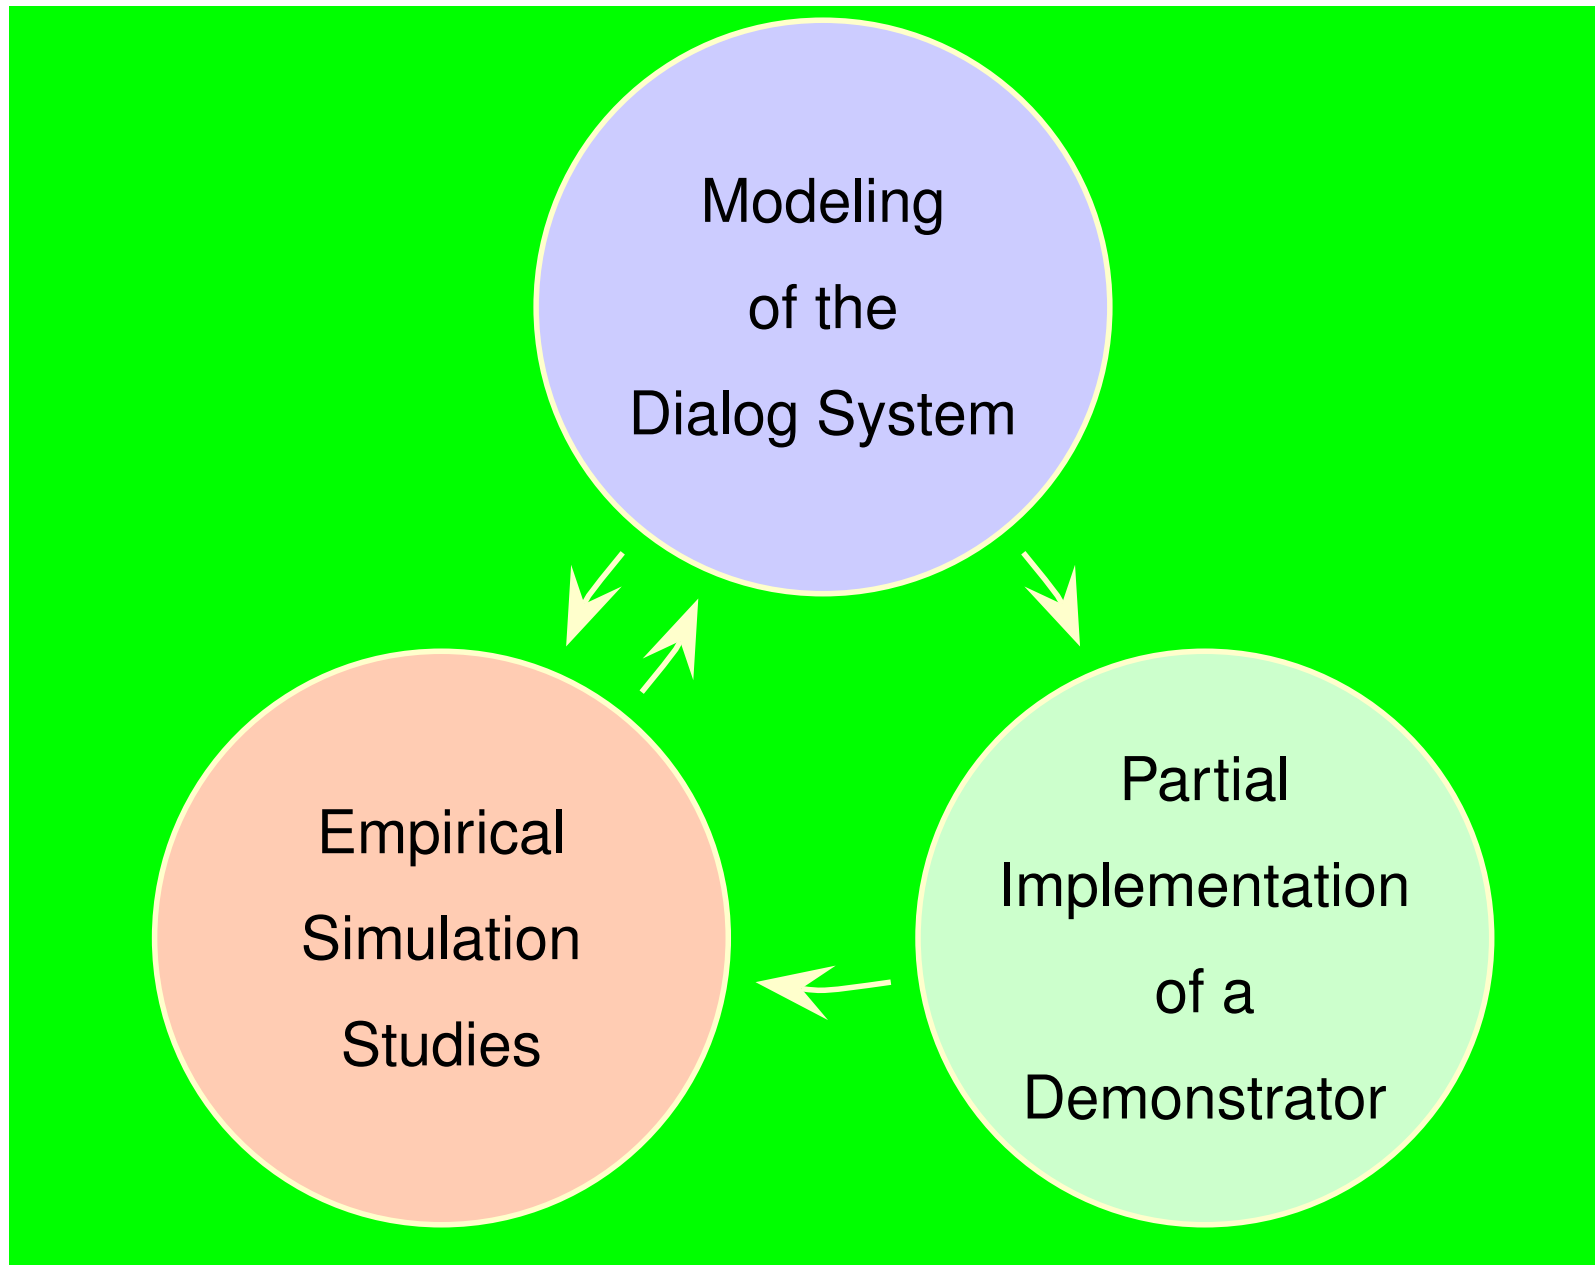 Modeling
of the
Dialog System
Empirical
Simulation
Studies
Partial
Implementation
of a
Demonstrator